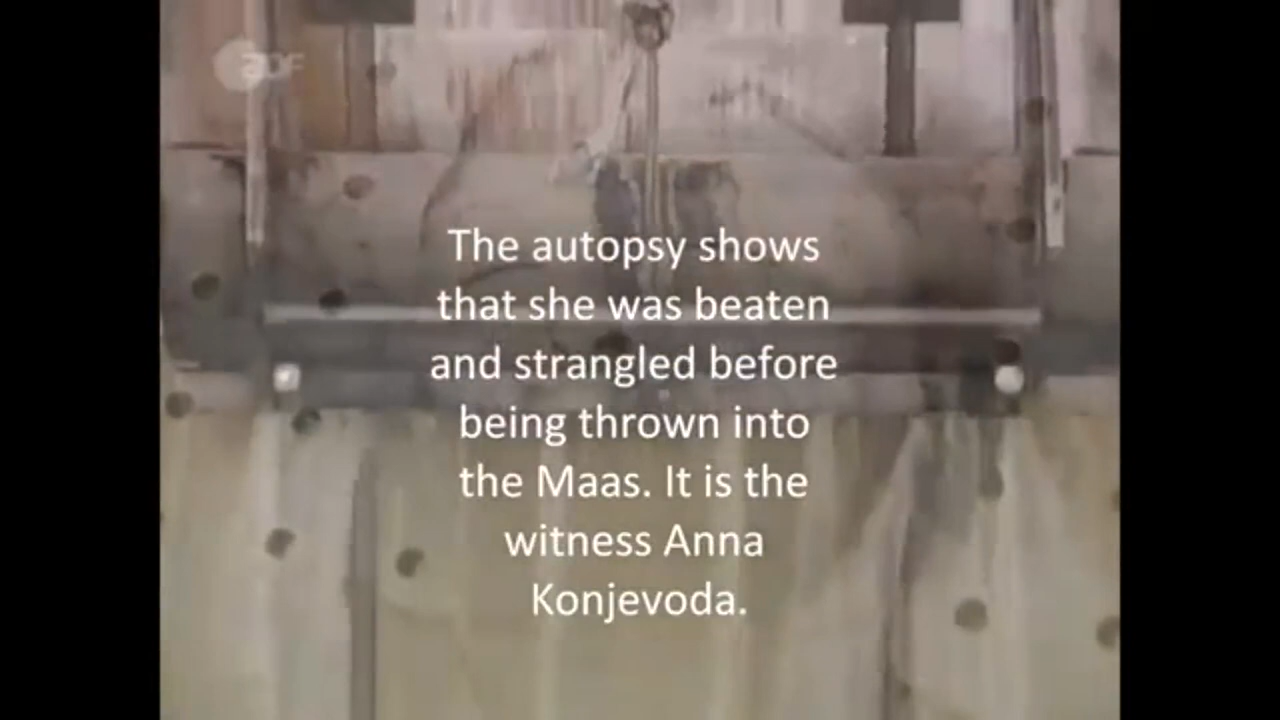 ZDF
The autopsy shows
that she was beaten
and strangled before
being thrown into
the Maas. It is the
witness Anna
Konjevoda.